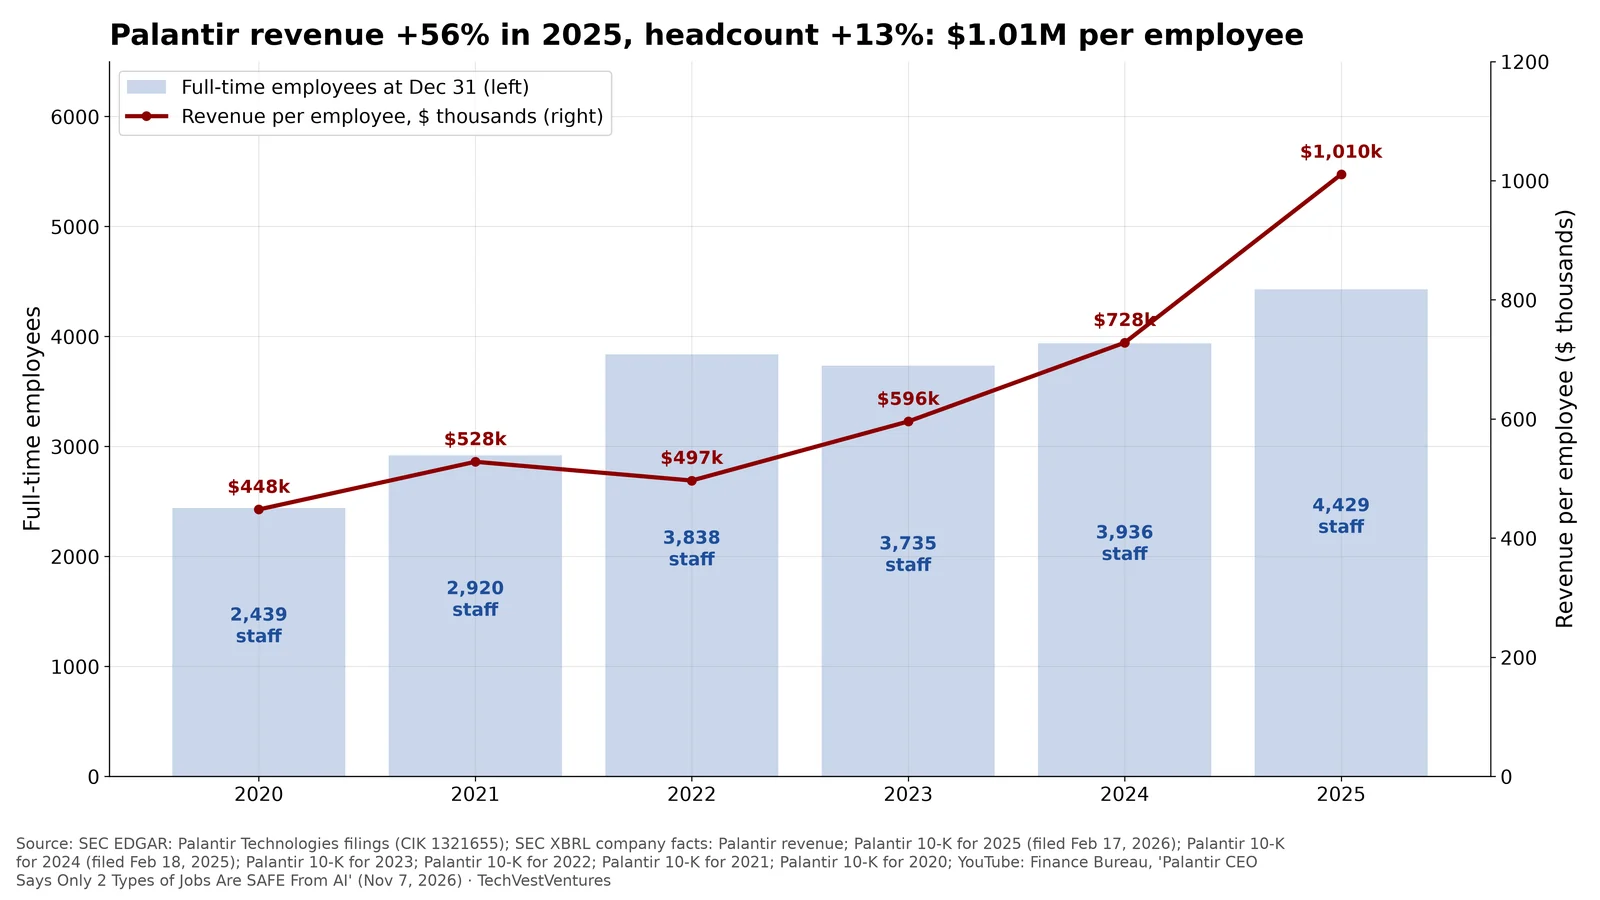 Palantir revenue +56% in 2025, headcount +13%: $1.01M per employee
Full-time employees at Dec 31 (left)
Revenue per employee, $ thousands (right)
Full-time employees
6000
5000
4000
3000
2000
1000
0
1200
1000
800
600
400
200
0
Revenue per employee ($ thousands)
$448k
$528k
$497k
$596k
$728k
$1,010k
2,439
staff
2,920
staff
3,838
staff
3,735
staff
3,936
staff
4,429
staff
2020
2021
2022
2023
2024
2025
Source: SEC EDGAR: Palantir Technologies filings (CIK 1321655); SEC XBRL company facts: Palantir revenue; Palantir 10-K for 2025 (filed Feb 17, 2026); Palantir 10-K
for 2024 (filed Feb 18, 2025); Palantir 10-K for 2023; Palantir 10-K for 2022; Palantir 10-K for 2021; Palantir 10-K for 2020; YouTube: Finance Bureau, 'Palantir CEO
Says Only 2 Types of Jobs Are SAFE From AI' (Nov 7, 2026) · TechVestVentures